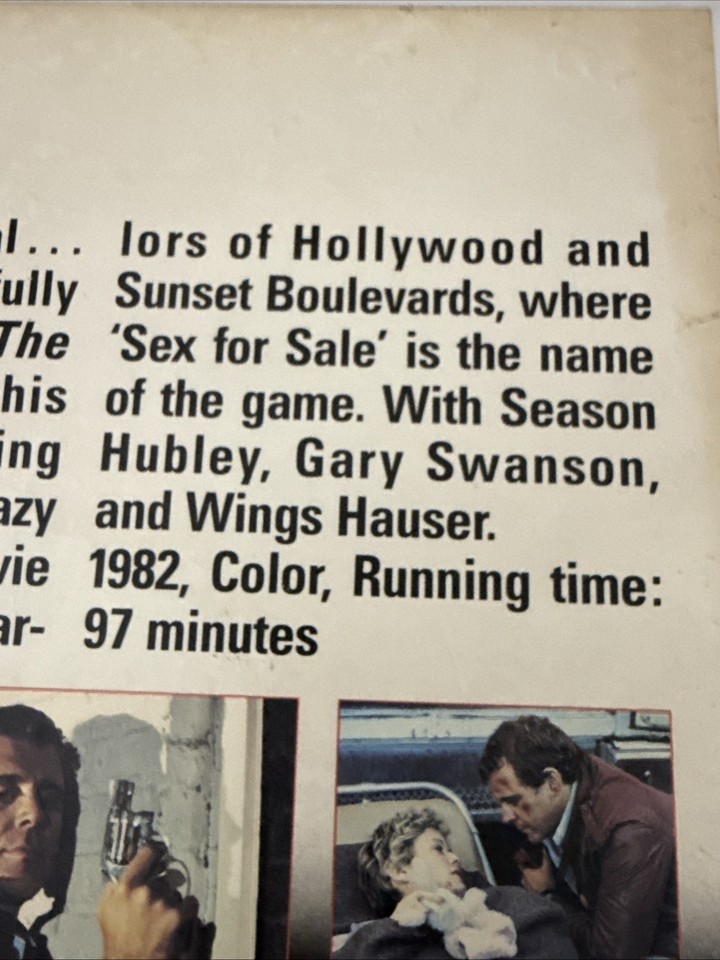 l...
fully
The
his
ing
azy
vie
ar-
lors of Hollywood and
Sunset Boulevards, where
'Sex for Sale' is the name
of the game. With Season
Hubley, Gary Swanson,
and Wings Hauser.
1982, Color, Running time:
97 minutes